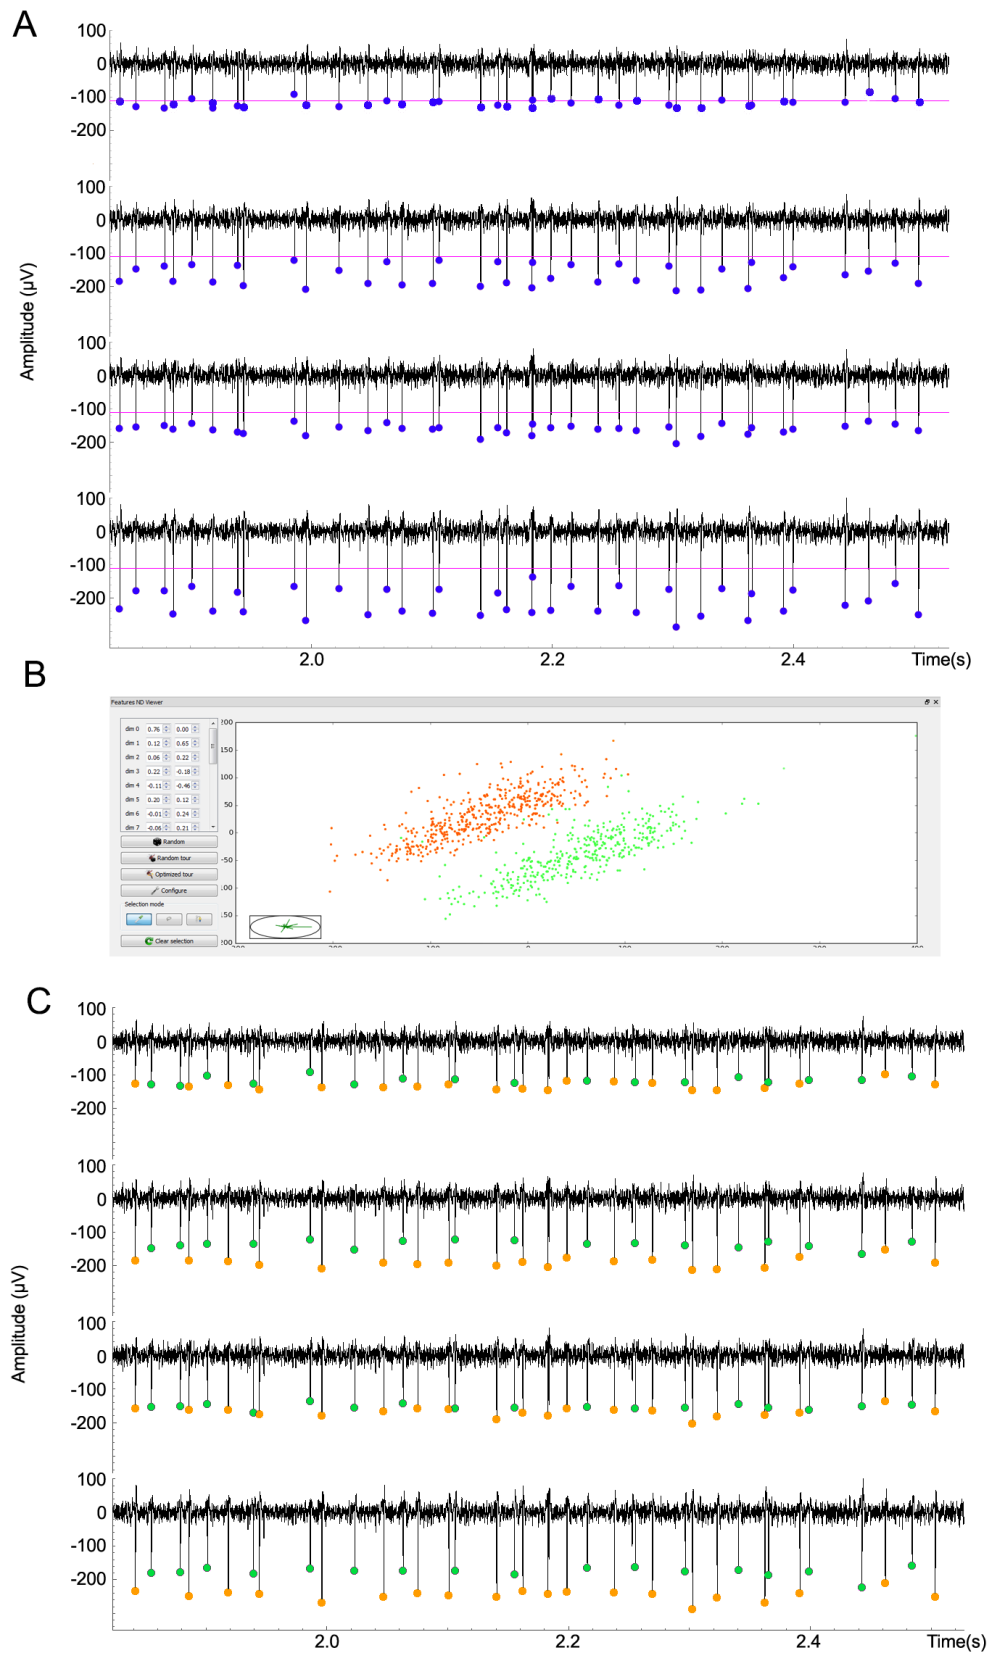 A
100
0
-100
-200
100
0
-100
-200
Amplitude (µV)
100
0
-100
-200
100
0
-100
-200
2.0 2.2 2.4 Time(s)
B
Features ND Viewer
dim 0 0.76 0.00
dim 1 0.12 0.65
dim 2 0.06 0.22
dim 3 0.22 -0.18
dim 4 -0.11 -0.46
dim 5 0.20 0.12
dim 6 -0.01 0.24
dim 7 -0.06 0.21
Random
Random tour
Optimized tour
Configure
Selection mode
Clear selection
150
100
50
0
-50
100
150
C
100
0
-100
-200
100
0
-100
-200
Amplitude (µV)
100
0
-100
-200
100
0
-100
-200
2.0 2.2 2.4 Time(s)